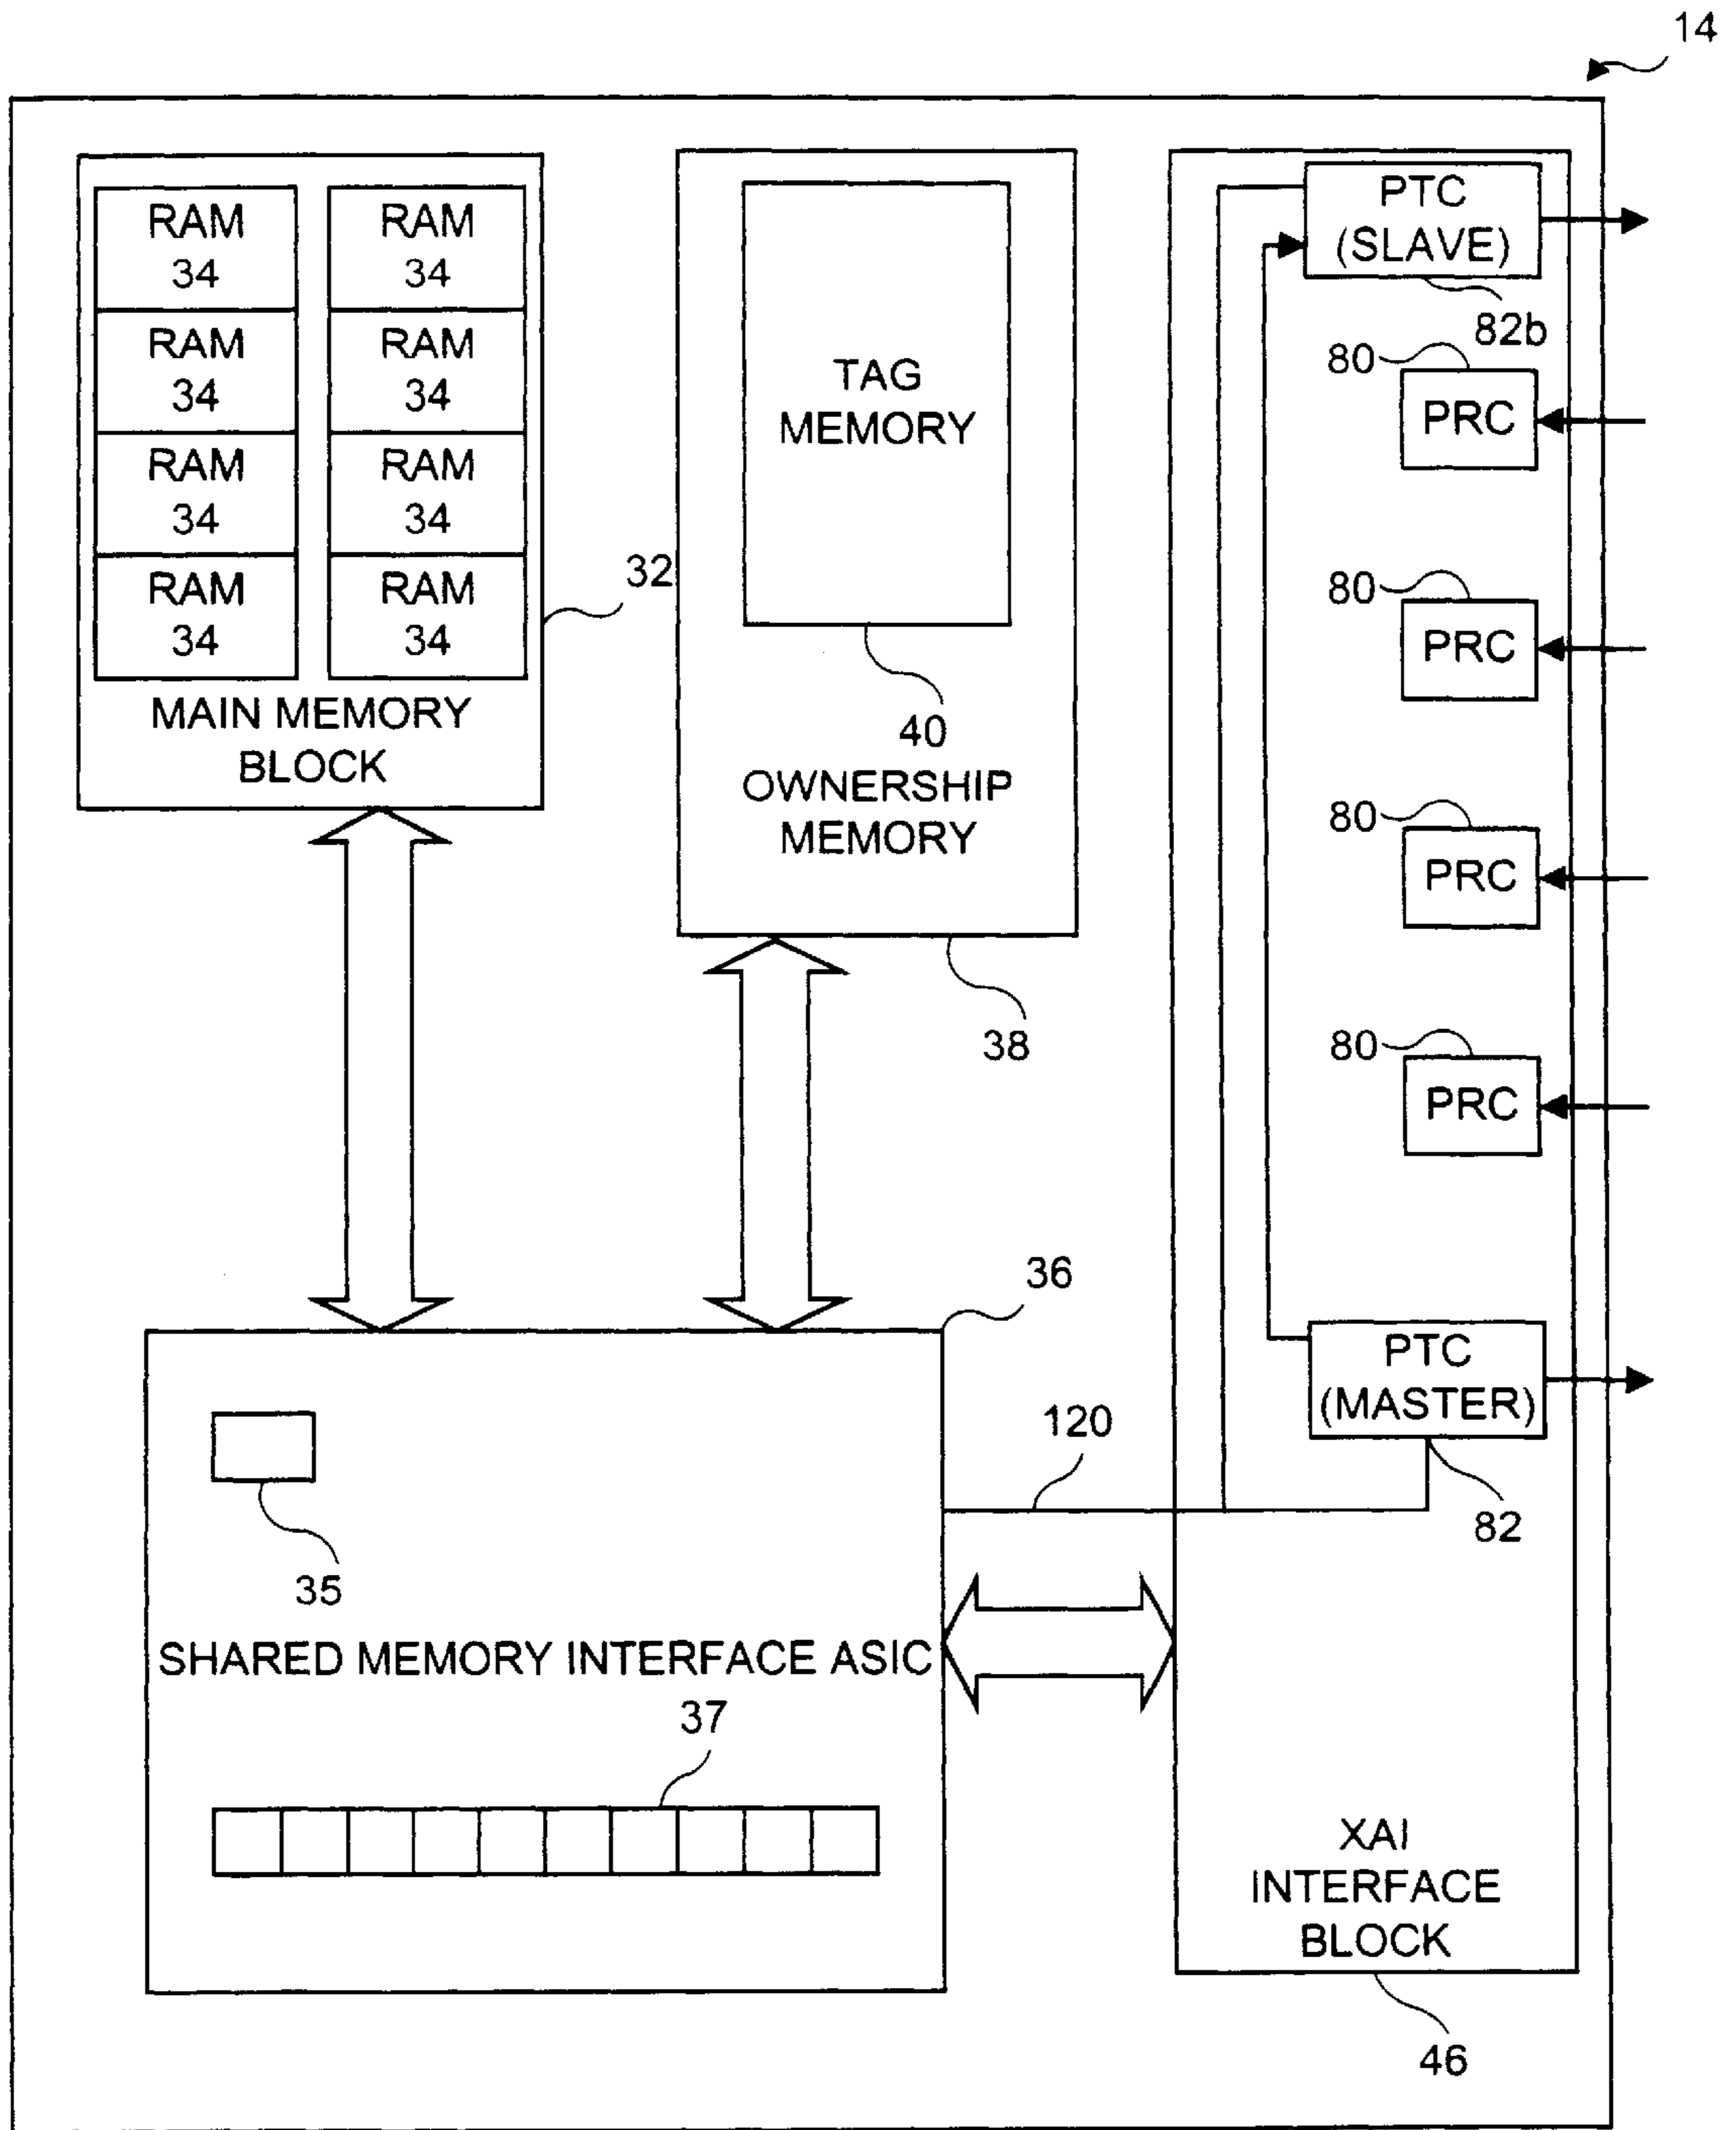 14
RAM
34
RAM
34
RAM
34
RAM
34
RAM
34
RAM
34
RAM
34
RAM
34
MAIN MEMORY
BLOCK
32
TAG
MEMORY
40
OWNERSHIP
MEMORY
38
PTC
(SLAVE)
82b
80
PRC
80
PRC
80
PRC
80
PRC
PTC
(MASTER)
82
36
120
35
SHARED MEMORY INTERFACE ASIC
37
XAI
INTERFACE
BLOCK
46